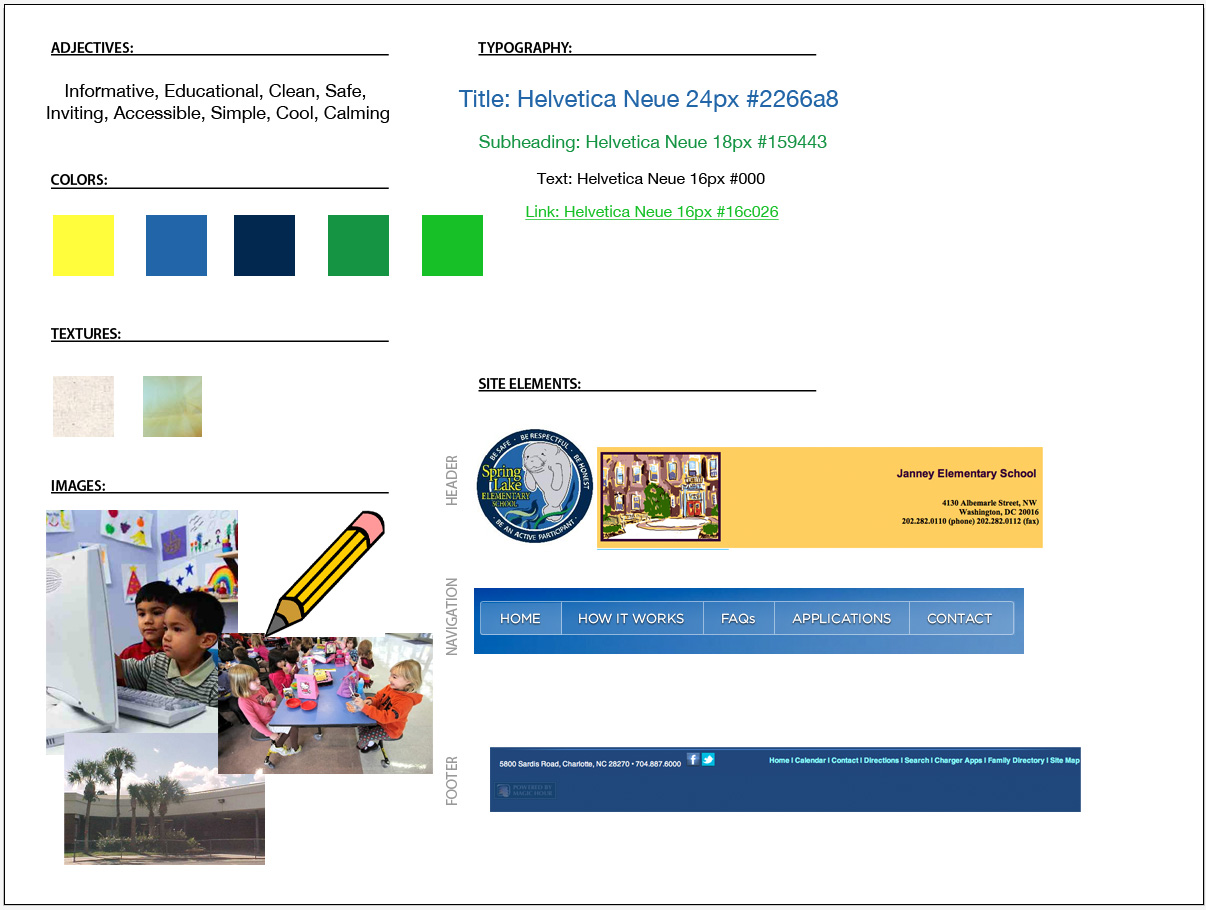 ADJECTIVES:
Informative, Educational, Clean, Safe,
Inviting, Accessible, Simple, Cool, Calming
COLORS:
TEXTURES:
IMAGES:
TYPOGRAPHY:
Title: Helvetica Neue 24px #2266a8
Subheading: Helvetica Neue 18px #159443
Text: Helvetica Neue 16px #000
Link: Helvetica Neue 16px #16c026
SITE ELEMENTS:
HEADER
BE SAFE · BE RESPECTFUL · BE HONEST
Spring
Lake
ELEMENTARY
SCHOOL
· BE AN ACTIVE PARTICIPANT ·
Janney Elementary School
4130 Albemarle Street, NW
Washington, DC 20016
202.282.0110 (phone) 202.282.0112 (fax)
NAVIGATION
HOME
HOW IT WORKS
FAQs
APPLICATIONS
CONTACT
FOOTER
5800 Sardis Road, Charlotte, NC 28270 • 704.887.6000
f
Home I Calendar I Contact I Directions I Search I Charger Apps I Family Directory I Site Map
POWERED BY
MAGIC HOUR